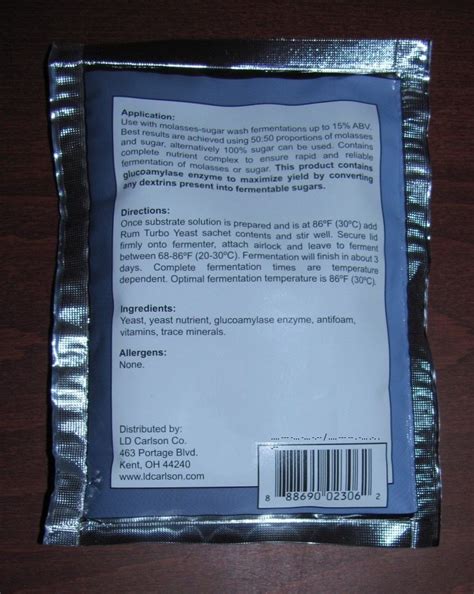 Application:
Use with molasses-sugar wash fermentations up to 15% ABV.
Best results are achieved using 50:50 proportions of molasses
and sugar, alternatively 100% sugar can be used. Contains
complete nutrient complex to ensure rapid and reliable
fermentation of molasses or sugar. This product contains
glucoamylase enzyme to maximize yield by converting
any dextrins present into fermentable sugars.
Directions:
Once substrate solution is prepared and is at 86ºF (30ºC) add
Rum Turbo Yeast sachet contents and stir well. Secure lid
firmly onto fermenter, attach airlock and leave to ferment
between 68-86ºF (20-30ºC). Fermentation will finish in about 3
days. Complete fermentation times are temperature
dependent. Optimal fermentation temperature is 86ºF (30ºC).
Ingredients:
Yeast, yeast nutrient, glucoamylase enzyme, antifoam,
vitamins, trace minerals.
Allergens:
None.
Distributed by:
LD Carlson Co.
463 Portage Blvd.
Kent, OH 44240
www.ldcarlson.com
8 88690 02306 2